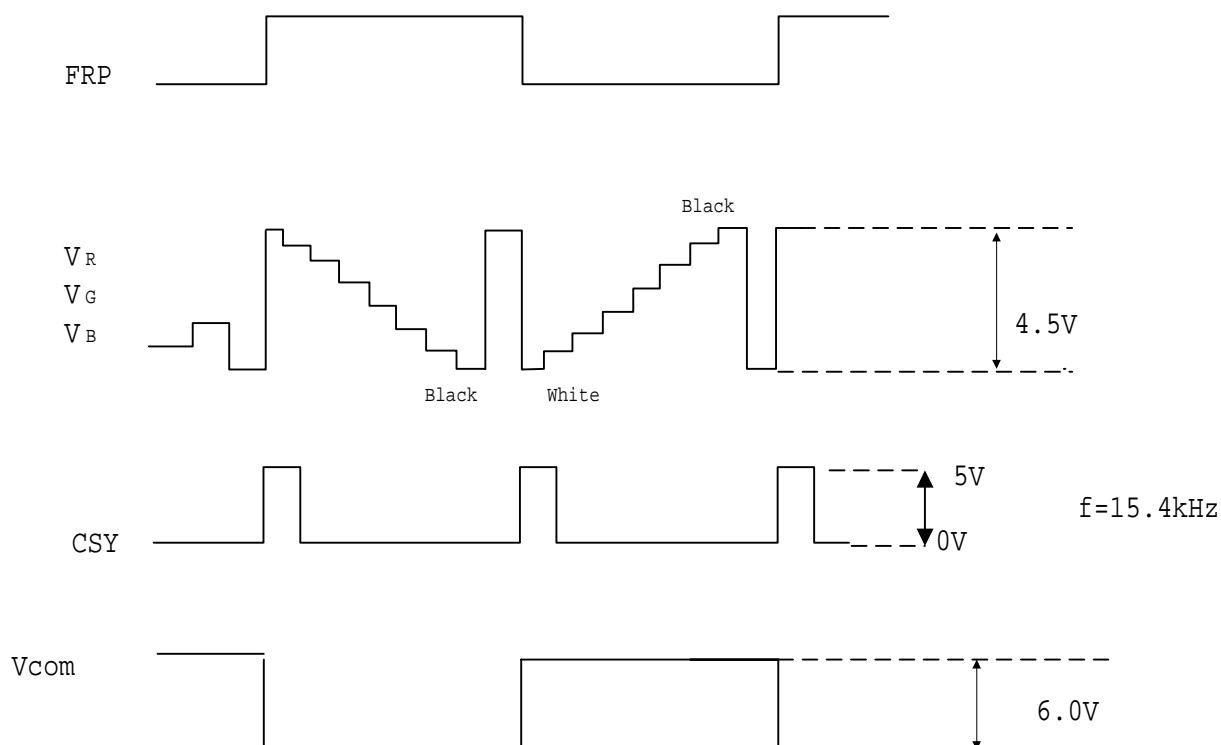 FRP
Black
V R
V G
V B
4.5V
Black
White
5V
f=15.4kHz
CSY
0V
Vcom
6.0V